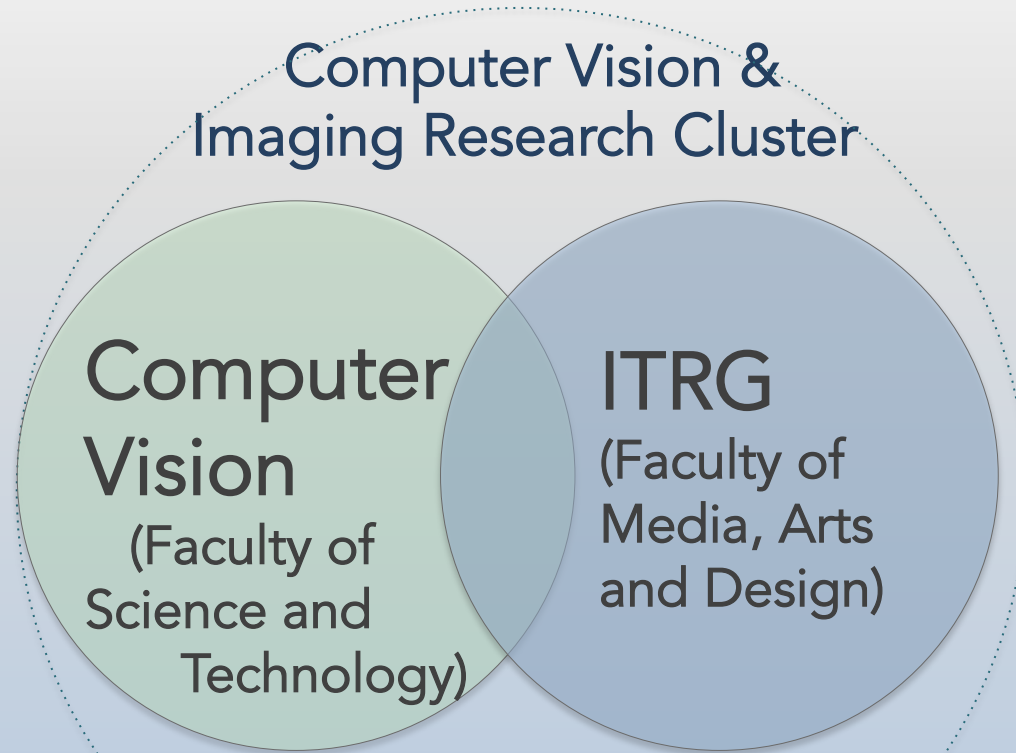 Computer Vision &
Imaging Research Cluster
Computer
Vision
(Faculty of
Science and
Technology)
ITRG
(Faculty of
Media, Arts
and Design)